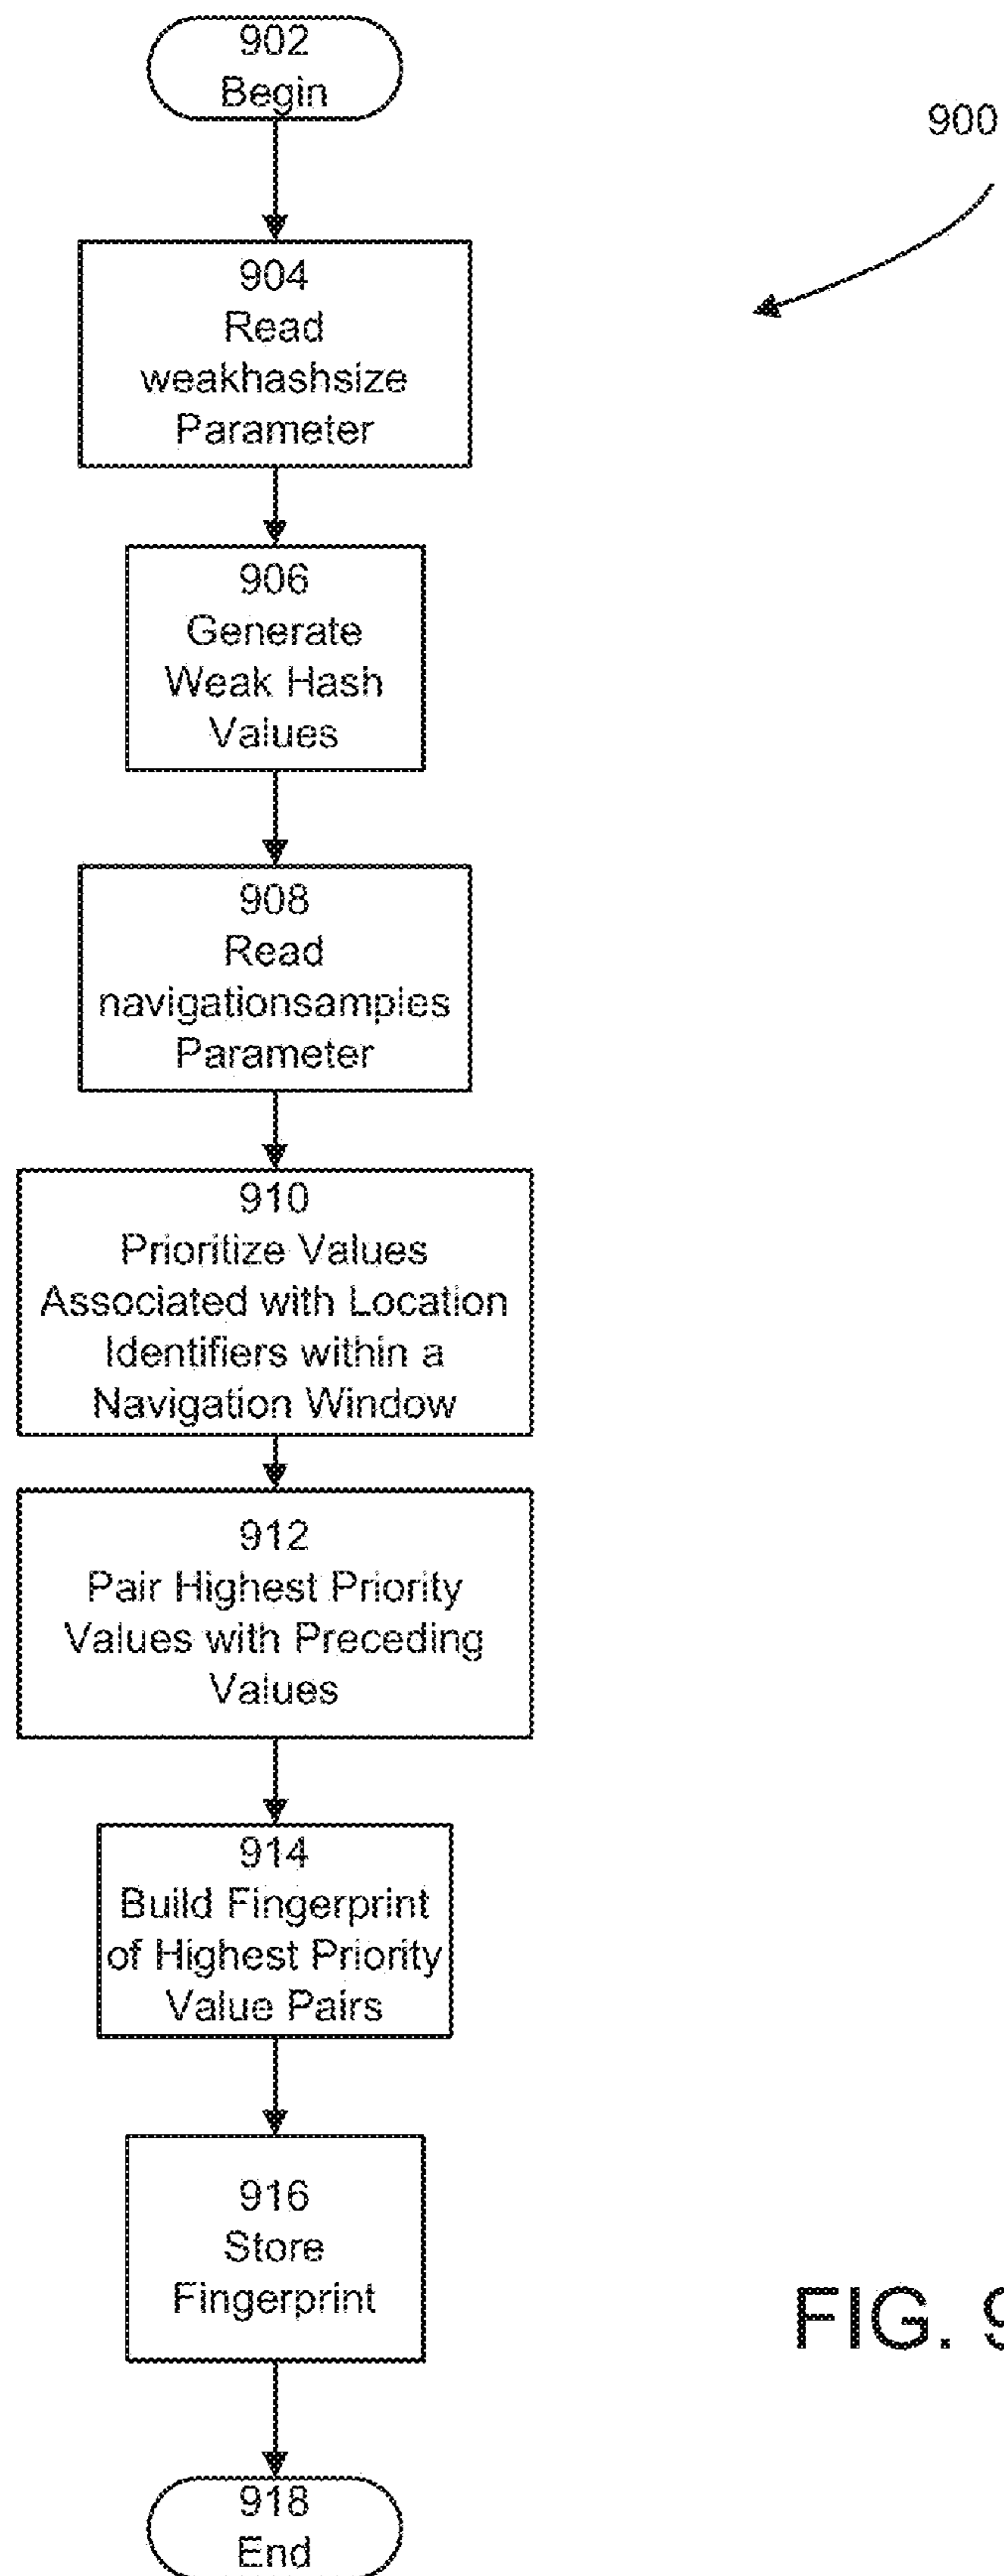 902
Begin
900
904
Read
weakhashsize
Parameter
906
Generate
Weak Hash
Values
908
Read
navigationsamples
Parameter
910
Prioritize Values
Associated with Location
Identifiers within a
Navigation Window
912
Pair Highest Priority
Values with Preceding
Values
914
Build Fingerprint
of Highest Priority
Value Pairs
916
Store
Fingerprint
FIG. 9
918
End